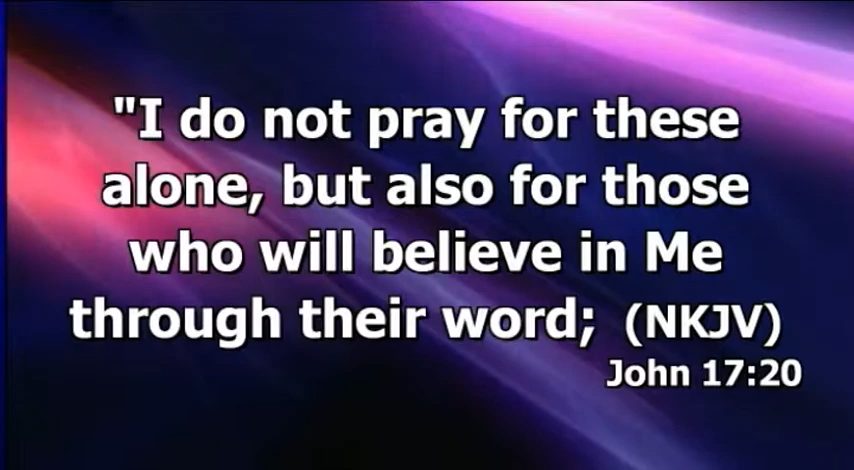 "I do not pray for these
alone, but also for those
who will believe in Me
through their word; (NKJV)
John 17:20